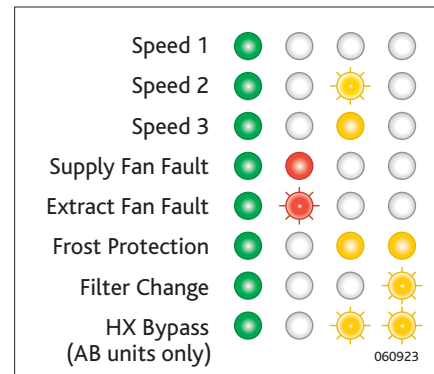 Speed 1
Speed 2
Speed 3
Supply Fan Fault
Extract Fan Fault
Frost Protection
Filter Change
HX Bypass
(AB units only)
060923